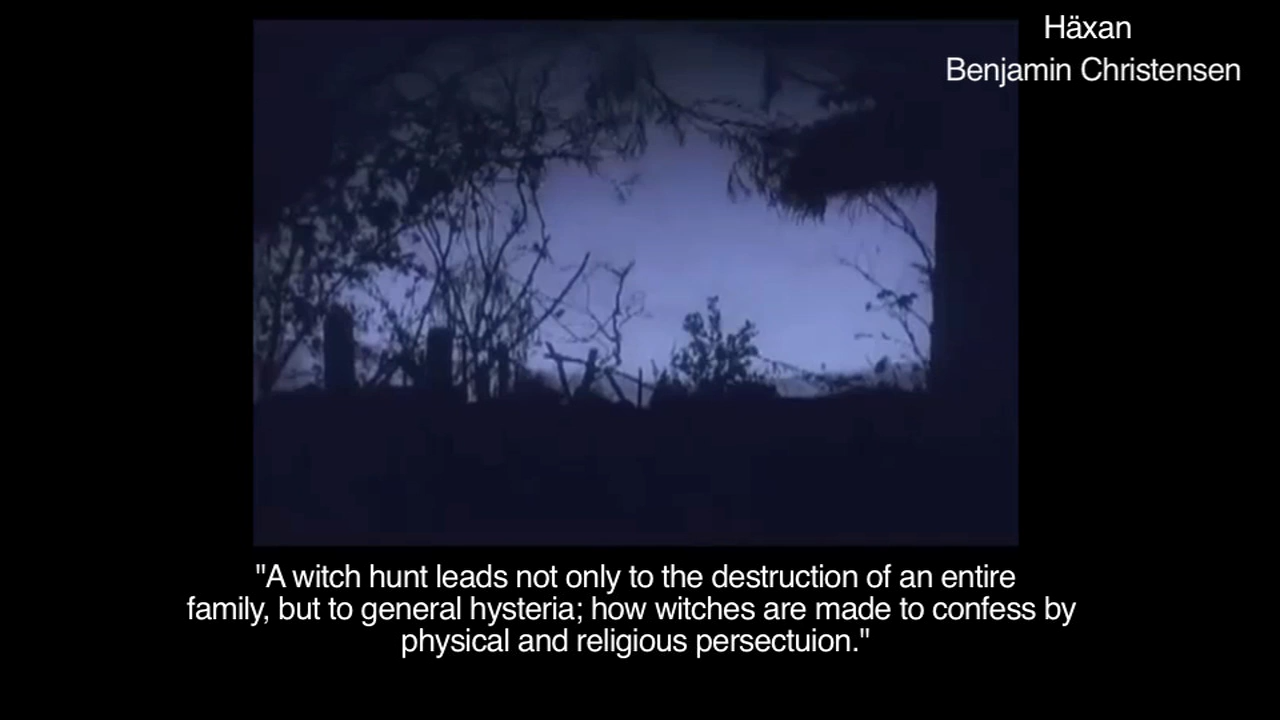 Häxan
Benjamin Christensen
"A witch hunt leads not only to the destruction of an entire
family, but to general hysteria; how witches are made to confess by
physical and religious persectuion."